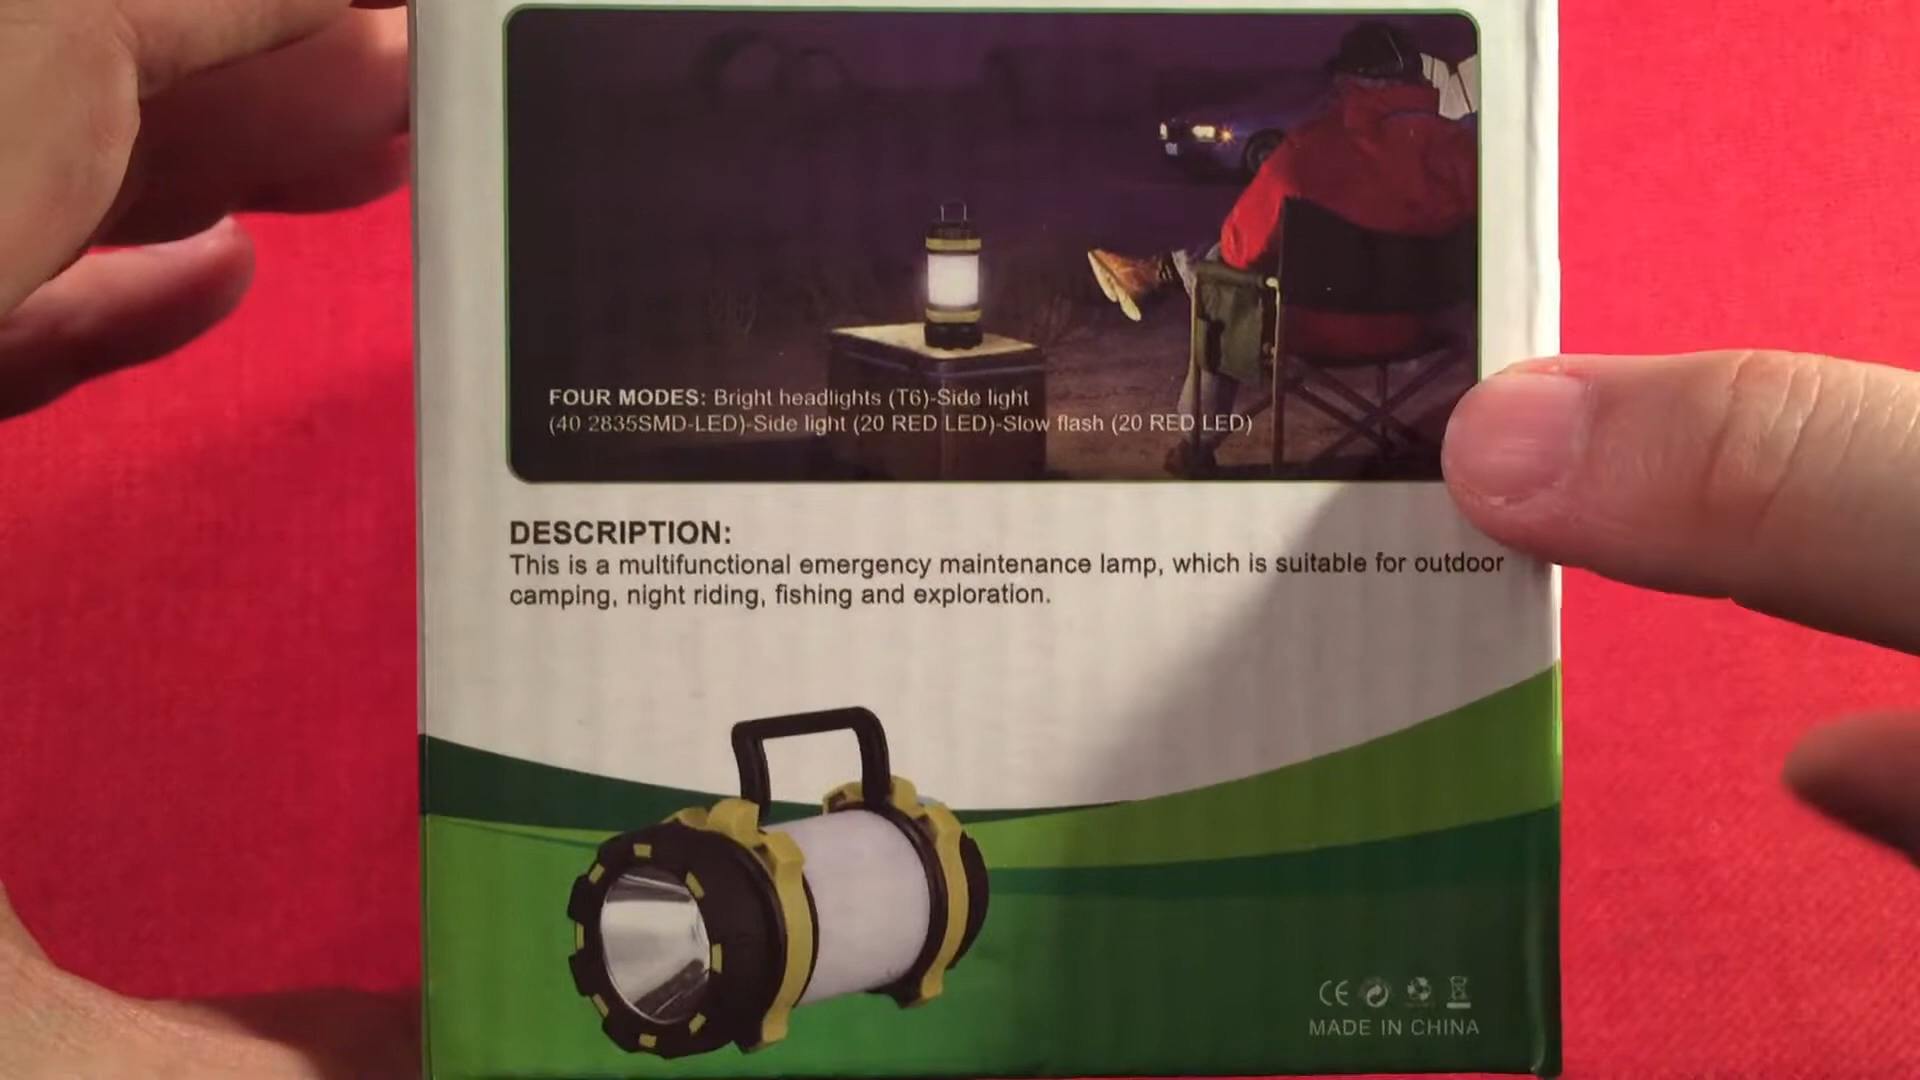 FOUR MODES: Bright headlights (T6)-Side light
(40 2835SMD-LED)-Side light (20 RED LED)-Slow flash (20 RED LED)
DESCRIPTION:
This is a multifunctional emergency maintenance lamp, which is suitable for outdoor
camping, night riding, fishing and exploration.
CE
MADE IN CHINA